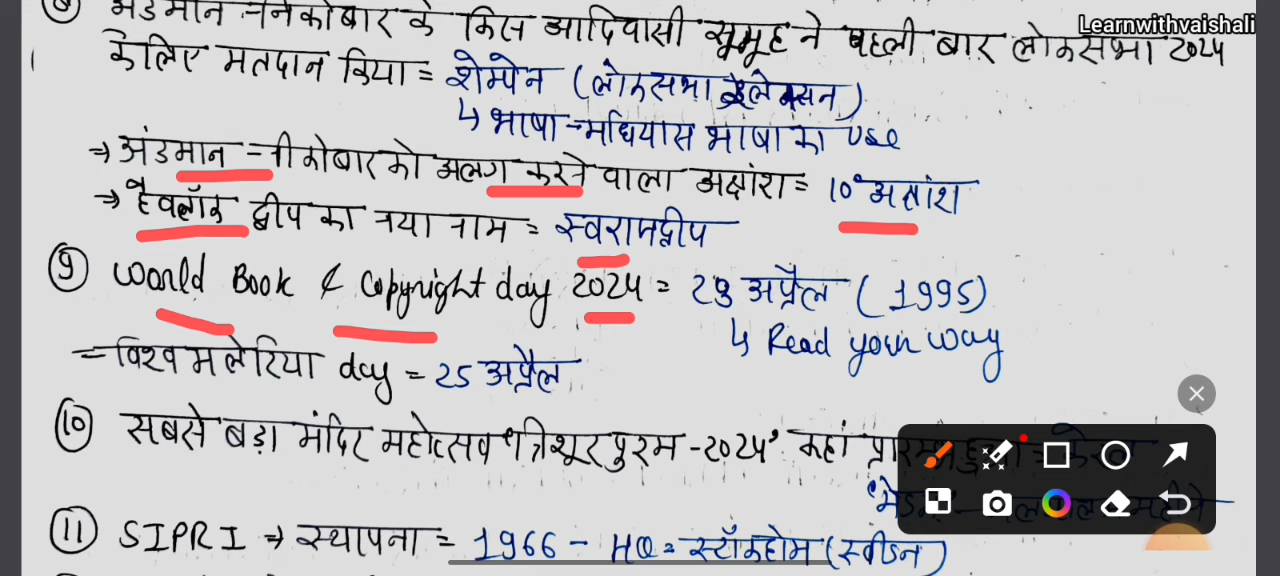 Learnwithvaishali
⑧ अंडमान-निकोबार के किस आदिवासी समूह ने पहली बार लोकसभा 2024
के लिए मतदान किया = शेम्पेन (लोकसभा इलेक्सन)
↳ भाषा - मधियास भाषा का use
→ अंडमान-नीकोबार को अलग करने वाला अक्षांश = 10° अक्षांश
→ हैवलॉक द्वीप का नया नाम = स्वराजद्वीप
⑨ World Book & Copyright day 2024 = 23 अप्रैल (1995)
↳ Read your way
= विश्व मलेरिया day = 25 अप्रैल
⑩ सबसे बड़ा मंदिर महोत्सव 'त्रिशूर पुरम - 2024' कहां
⑪ SIPRI → स्थापना = 1966 - HQ = स्टॉकहोम (स्वीडन)